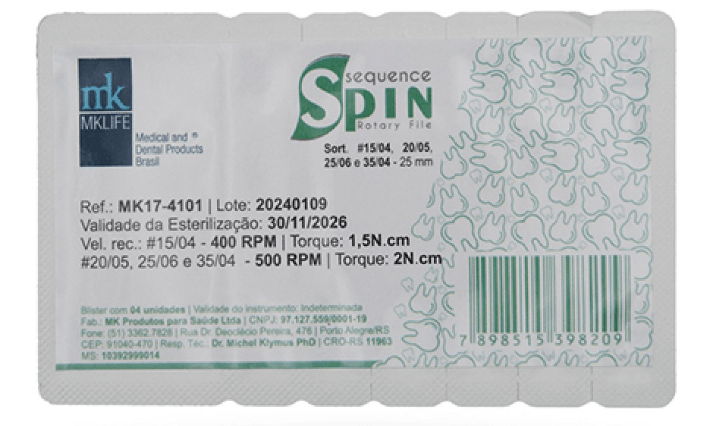 mk
MKLIFE
Medical and ®
Dental Products
Brasil
sequence
SPIN
Rotary File
Sort. #15/04, 20/05,
25/06 e 35/04 - 25 mm
Ref.: MK17-4101 | Lote: 20240109
Validade da Esterilização: 30/11/2026
Vel. rec.: #15/04 - 400 RPM | Torque: 1,5N.cm
#20/05, 25/06 e 35/04 - 500 RPM | Torque: 2N.cm
Blister com 04 unidades | Validade do instrumento: Indeterminada
Fab.: MK Produtos para Saúde Ltda | CNPJ: 97.127.559/0001-19
Fone: (51) 3362.7828 | Rua Dr. Deoclécio Pereira, 476 | Porto Alegre/RS
CEP: 91040-470 | Resp. Téc.: Dr. Michel Klymus PhD | CRO-RS 11963
MS: 10392999014
7 898515 398209